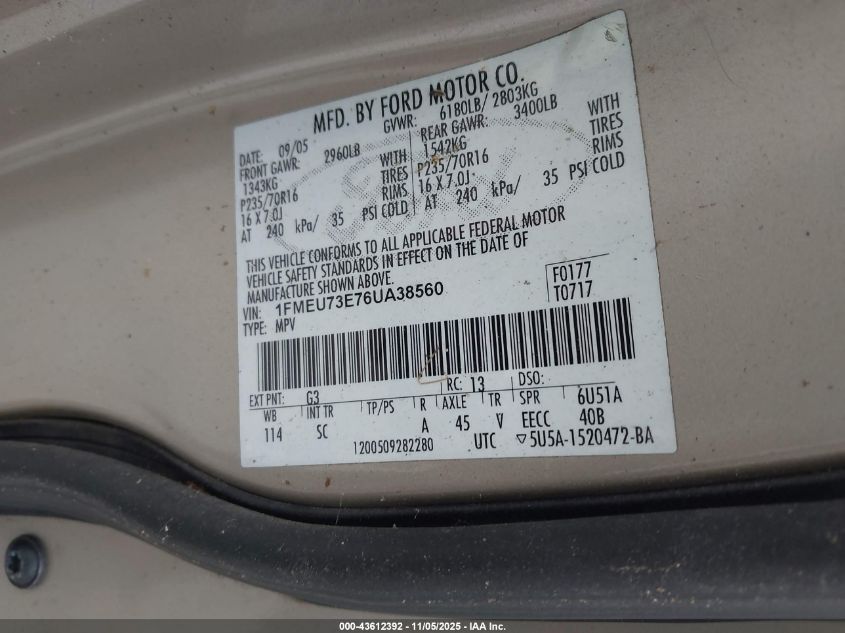 MFD. BY FORD MOTOR CO.
DATE: 09/05 GVWR: 6180LB/ 2803KG
FRONT GAWR: 2960LB REAR GAWR: 3400LB
1343KG WITH 1542KG WITH
P235/70R16 TIRES P235/70R16 TIRES
16 X 7.0J RIMS 16 X 7.0J RIMS
AT 240 kPa/ 35 PSI COLD AT 240 kPa/ 35 PSI COLD
THIS VEHICLE CONFORMS TO ALL APPLICABLE FEDERAL MOTOR
VEHICLE SAFETY STANDARDS IN EFFECT ON THE DATE OF
MANUFACTURE SHOWN ABOVE.
VIN: 1FMEU73E76UA38560 F0177
TYPE: MPV T0717
EXT PNT: G3 RC: 13 DSO:
WB INT TR TP/PS R AXLE TR SPR 6U51A
114 SC A 45 V EECC 40B
1200509282280 UTC ▽5U5A-1520472-BA
000-43612392 - 11/05/2025 - IAA Inc.